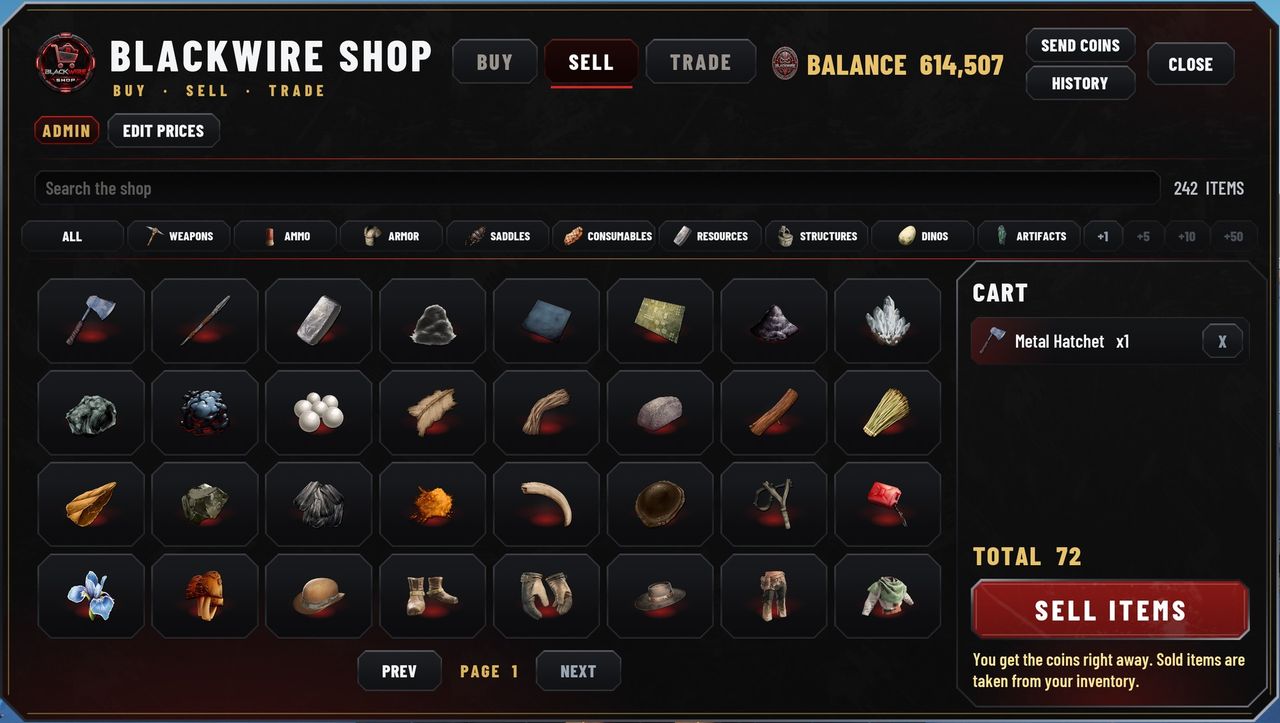 BLACKWIRE
SHOP
BLACKWIRE SHOP
BUY · SELL · TRADE
BUY
SELL
TRADE
BALANCE 614,507
SEND COINS
HISTORY
CLOSE
ADMIN
EDIT PRICES
Search the shop
242 ITEMS
ALL
WEAPONS
AMMO
ARMOR
SADDLES
CONSUMABLES
RESOURCES
STRUCTURES
DINOS
ARTIFACTS
+1
+5
+10
+50
CART
Metal Hatchet x1
X
TOTAL 72
SELL ITEMS
You get the coins right away. Sold items are
taken from your inventory.
PREV
PAGE 1
NEXT